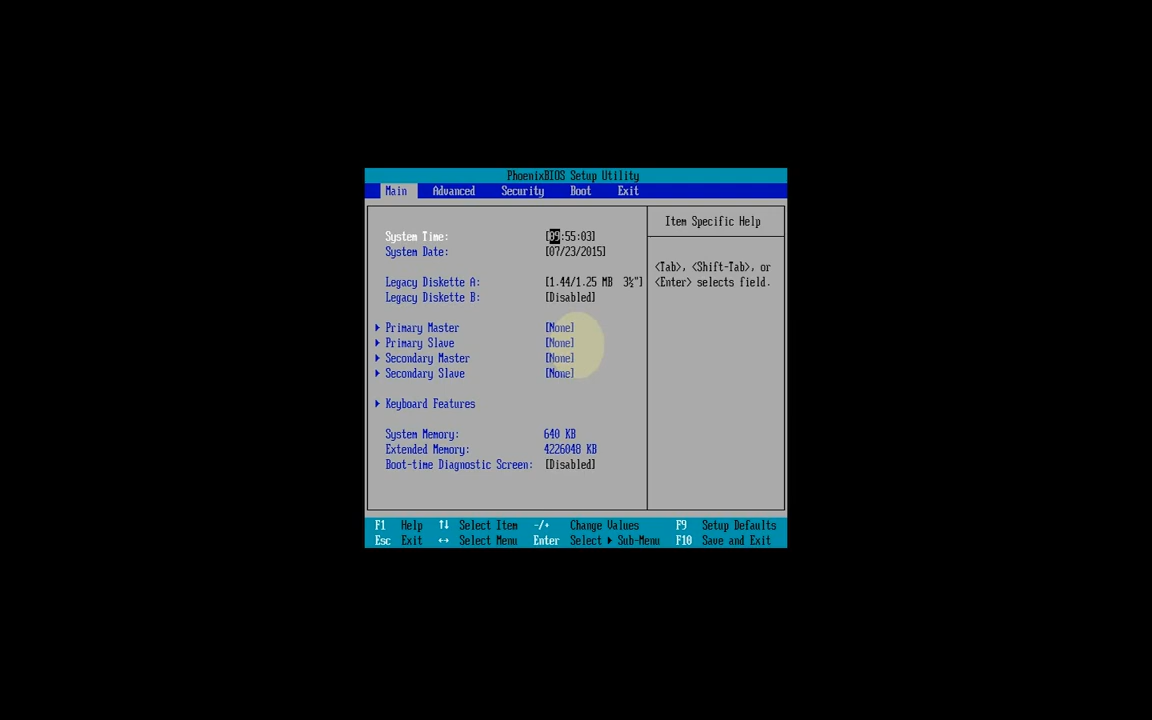 PhoenixBIOS Setup Utility
Main Advanced Security Boot Exit
Item Specific Help
System Time: [09:55:03]
System Date: [07/23/2015]
<Tab>, <Shift-Tab>, or
<Enter> selects field.
Legacy Diskette A: [1.44/1.25 MB 3½"]
Legacy Diskette B: [Disabled]
Primary Master [None]
Primary Slave [None]
Secondary Master [None]
Secondary Slave [None]
Keyboard Features
System Memory: 640 KB
Extended Memory: 4226048 KB
Boot-time Diagnostic Screen: [Disabled]
F1 Help ↑↓ Select Item -/+ Change Values F9 Setup Defaults
Esc Exit ↔ Select Menu Enter Select ▶ Sub-Menu F10 Save and Exit